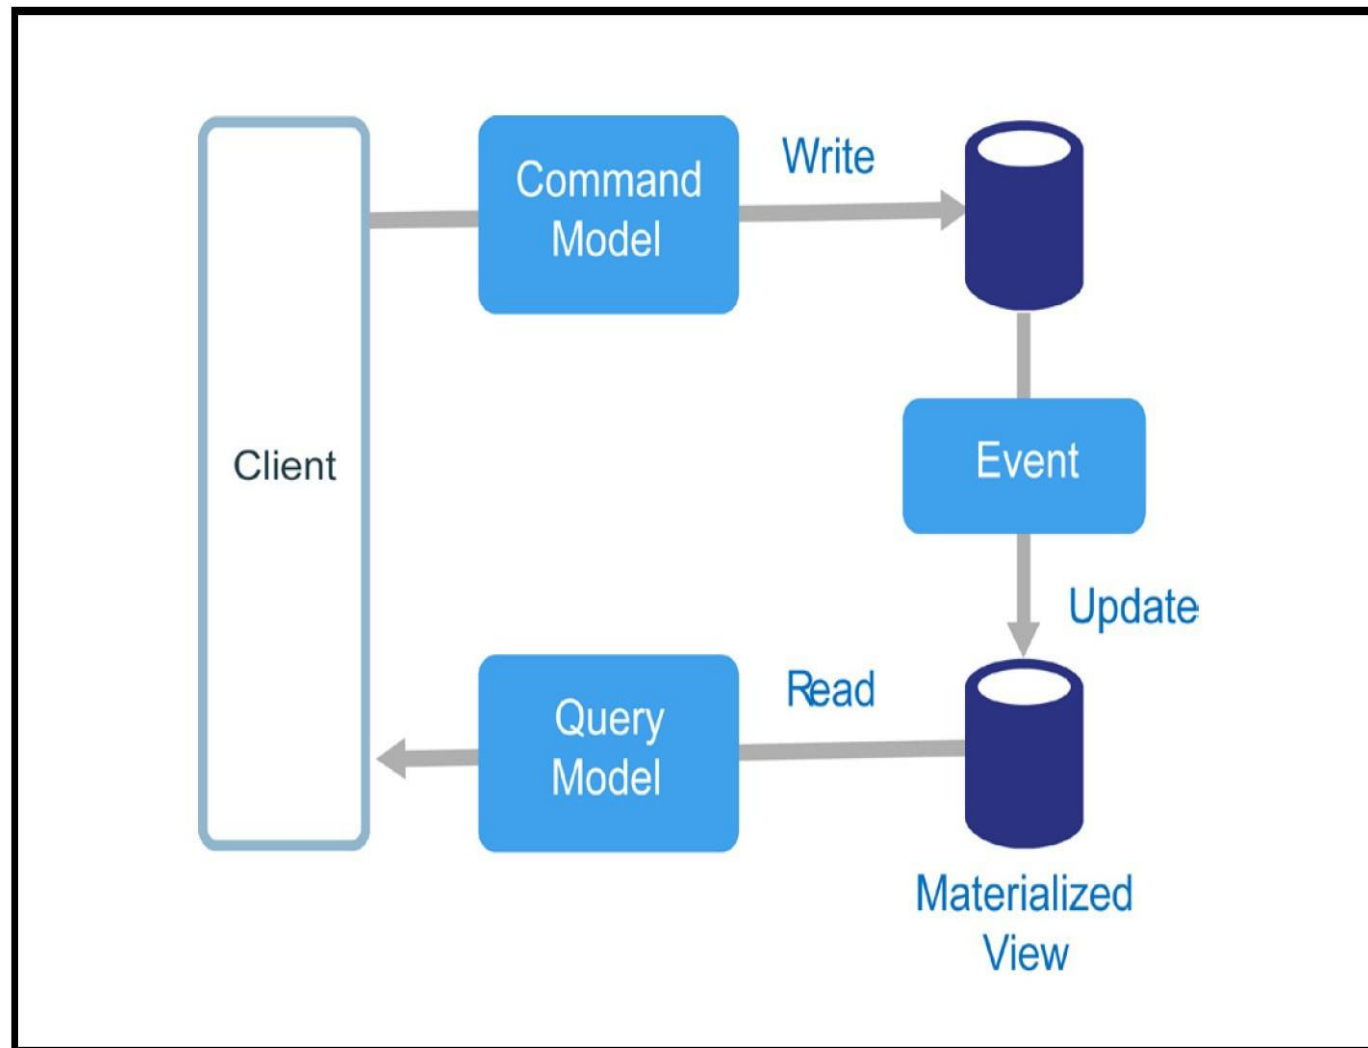 Command
Model
Write
Client
Event
Update
Query
Model
Read
Materialized
View